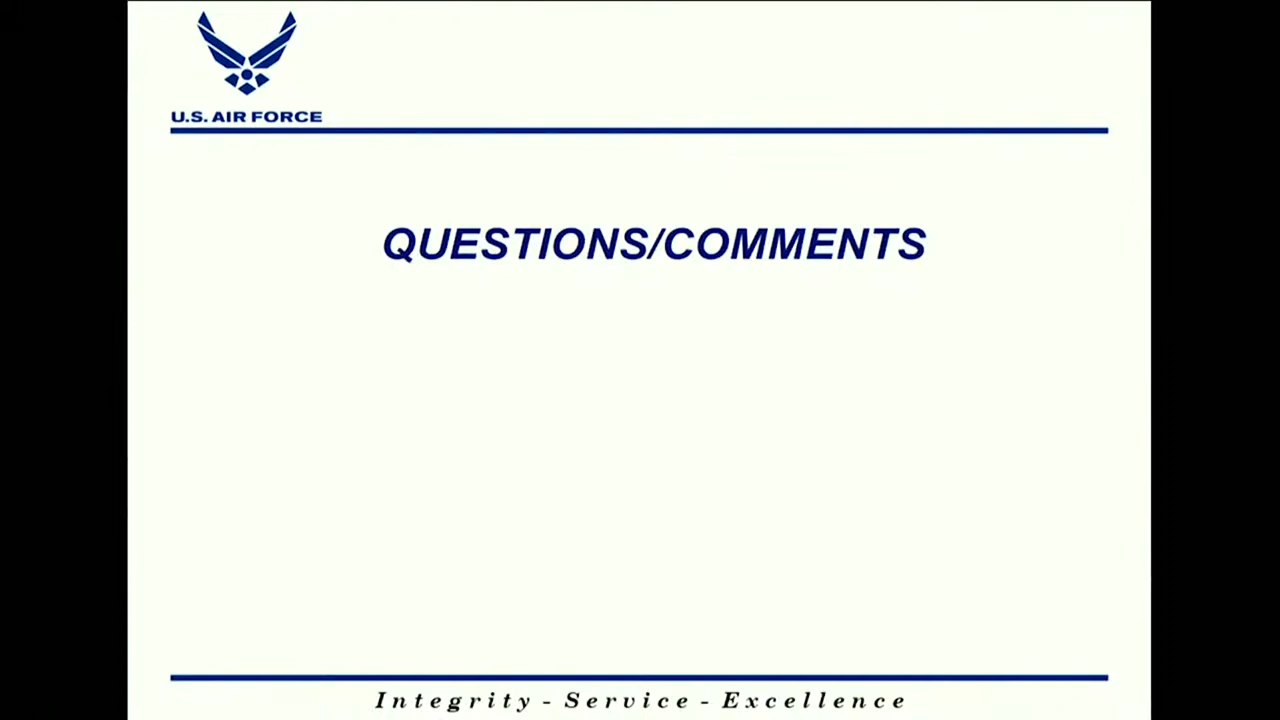 U.S. AIR FORCE
QUESTIONS/COMMENTS
Integrity - Service - Excellence